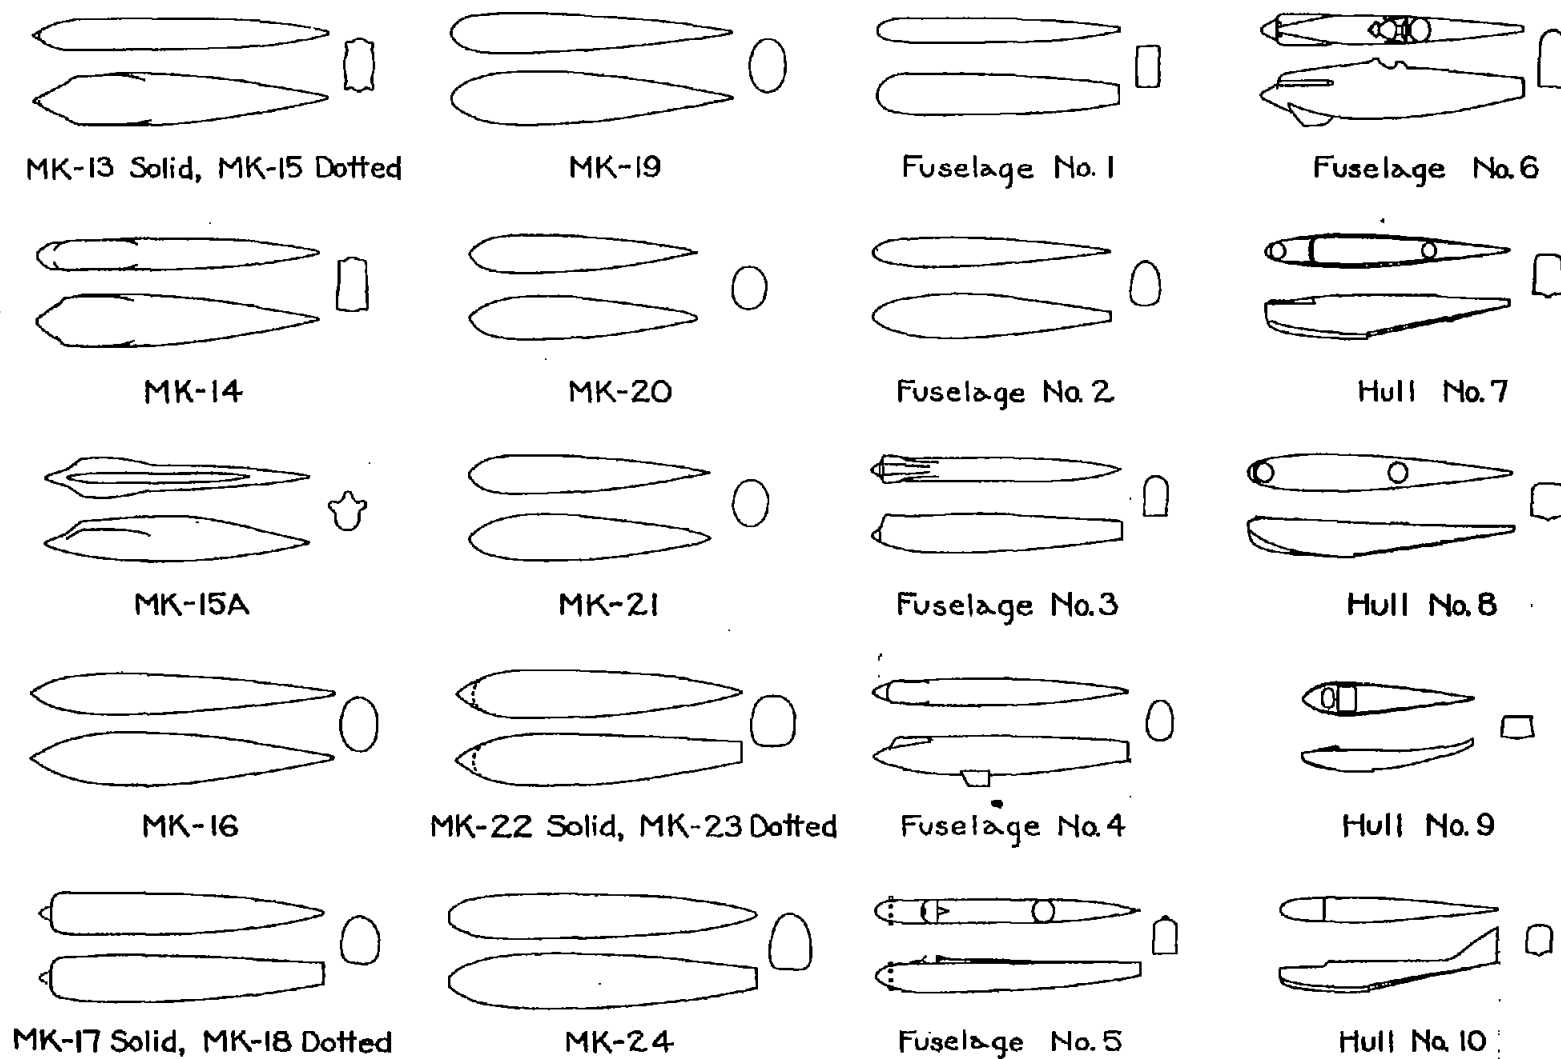 MK-13 Solid, MK-15 Dotted
MK-19
Fuselage No. 1
Fuselage No. 6
MK-14
MK-20
Fuselage No. 2
Hull No. 7
MK-15A
MK-21
Fuselage No. 3
Hull No. 8
MK-16
MK-22 Solid, MK-23 Dotted
Fuselage No. 4
Hull No. 9
MK-17 Solid, MK-18 Dotted
MK-24
Fuselage No. 5
Hull No. 10